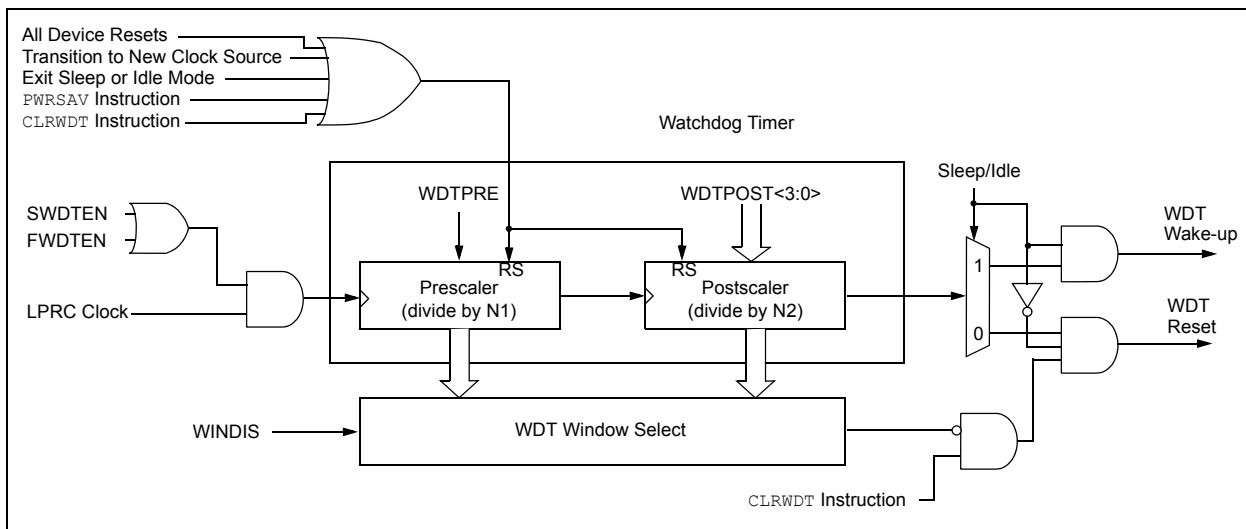 All Device Resets
Transition to New Clock Source
Exit Sleep or Idle Mode
PWRSAV Instruction
CLRWDT Instruction
Watchdog Timer
Sleep/Idle
WDTPRE
WDTPOST<3:0>
SWDTEN
FWDTEN
WDT
Wake-up
RS
RS
1
Prescaler
(divide by N1)
Postscaler
(divide by N2)
LPRC Clock
WDT
Reset
0
WINDIS
WDT Window Select
CLRWDT Instruction